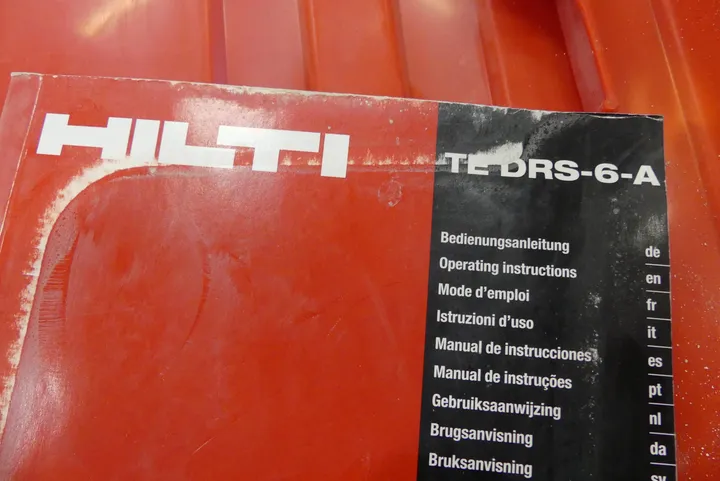 HILTI
TE DRS-6-A
Bedienungsanleitung de
Operating instructions en
Mode d'emploi fr
Istruzioni d'uso it
Manual de instrucciones es
Manual de instruções pt
Gebruiksaanwijzing nl
Brugsanvisning da
Bruksanvisning sv